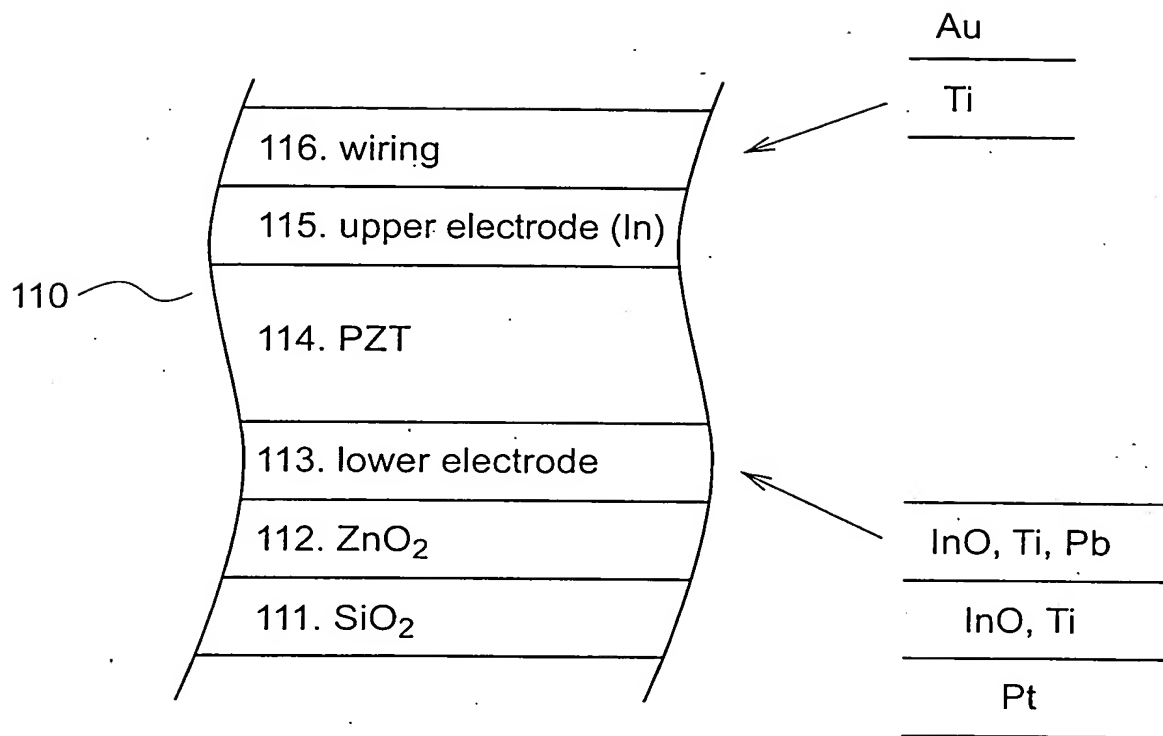 Au
Ti
116. wiring
115. upper electrode (In)
110
114. PZT
113. lower electrode
112. ZnO₂
InO, Ti, Pb
111. SiO₂
InO, Ti
Pt